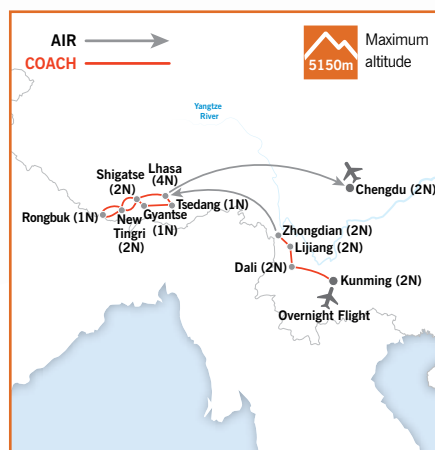 AIR
COACH
5150m
Maximum
altitude
Yangtze
River
Lhasa
(4N)
Shigatse
(2N)
Chengdu (2N)
Tsedang (1N)
Rongbuk (1N)
New
Tingri
(2N)
Gyantse
(1N)
Zhongdian (2N)
Lijiang (2N)
Dali (2N)
Kunming (2N)
Overnight Flight